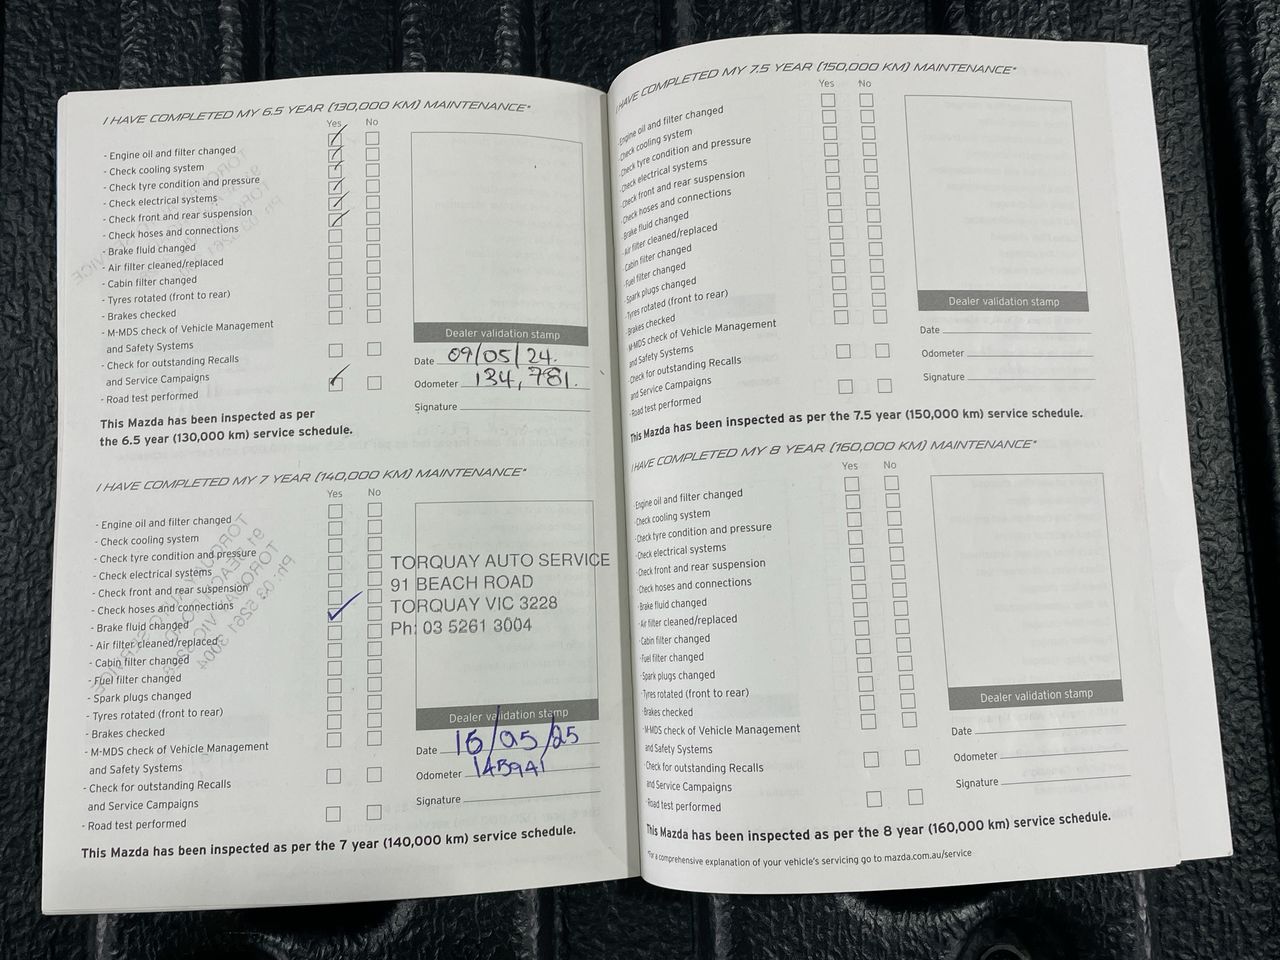 I HAVE COMPLETED MY 6.5 YEAR (130,000 KM) MAINTENANCE*
Yes No
- Engine oil and filter changed
- Check cooling system
- Check tyre condition and pressure
- Check electrical systems
- Check front and rear suspension
- Check hoses and connections
- Brake fluid changed
- Air filter cleaned/replaced
- Cabin filter changed
- Tyres rotated (front to rear)
- Brakes checked
- M-MDS check of Vehicle Management
and Safety Systems
- Check for outstanding Recalls
and Service Campaigns
- Road test performed
Dealer validation stamp
Date 09/05/24.
Odometer 134,781.
Signature
This Mazda has been inspected as per
the 6.5 year (130,000 km) service schedule.
I HAVE COMPLETED MY 7 YEAR (140,000 KM) MAINTENANCE*
Yes No
- Engine oil and filter changed
- Check cooling system
- Check tyre condition and pressure
- Check electrical systems
- Check front and rear suspension
- Check hoses and connections
- Brake fluid changed
- Air filter cleaned/replaced
- Cabin filter changed
- Fuel filter changed
- Spark plugs changed
- Tyres rotated (front to rear)
- Brakes checked
- M-MDS check of Vehicle Management
and Safety Systems
- Check for outstanding Recalls
and Service Campaigns
- Road test performed
TORQUAY AUTO SERVICE
91 BEACH ROAD
TORQUAY VIC 3228
Ph: 03 5261 3004
Dealer validation stamp
Date 15/05/25
Odometer
Signature
This Mazda has been inspected as per the 7 year (140,000 km) service schedule.
I HAVE COMPLETED MY 7.5 YEAR (150,000 KM) MAINTENANCE*
Yes No
- Engine oil and filter changed
- Check cooling system
- Check tyre condition and pressure
- Check electrical systems
- Check front and rear suspension
- Check hoses and connections
- Brake fluid changed
- Air filter cleaned/replaced
- Cabin filter changed
- Fuel filter changed
- Spark plugs changed
- Tyres rotated (front to rear)
- Brakes checked
- M-MDS check of Vehicle Management
and Safety Systems
- Check for outstanding Recalls
and Service Campaigns
- Road test performed
Dealer validation stamp
Date
Odometer
Signature
This Mazda has been inspected as per the 7.5 year (150,000 km) service schedule.
I HAVE COMPLETED MY 8 YEAR (160,000 KM) MAINTENANCE*
Yes No
- Engine oil and filter changed
- Check cooling system
- Check tyre condition and pressure
- Check electrical systems
- Check front and rear suspension
- Check hoses and connections
- Brake fluid changed
- Air filter cleaned/replaced
- Cabin filter changed
- Fuel filter changed
- Spark plugs changed
- Tyres rotated (front to rear)
- Brakes checked
- M-MDS check of Vehicle Management
and Safety Systems
- Check for outstanding Recalls
and Service Campaigns
- Road test performed
Dealer validation stamp
Date
Odometer
Signature
This Mazda has been inspected as per the 8 year (160,000 km) service schedule.
*For a comprehensive explanation of your vehicle's servicing go to mazda.com.au/service